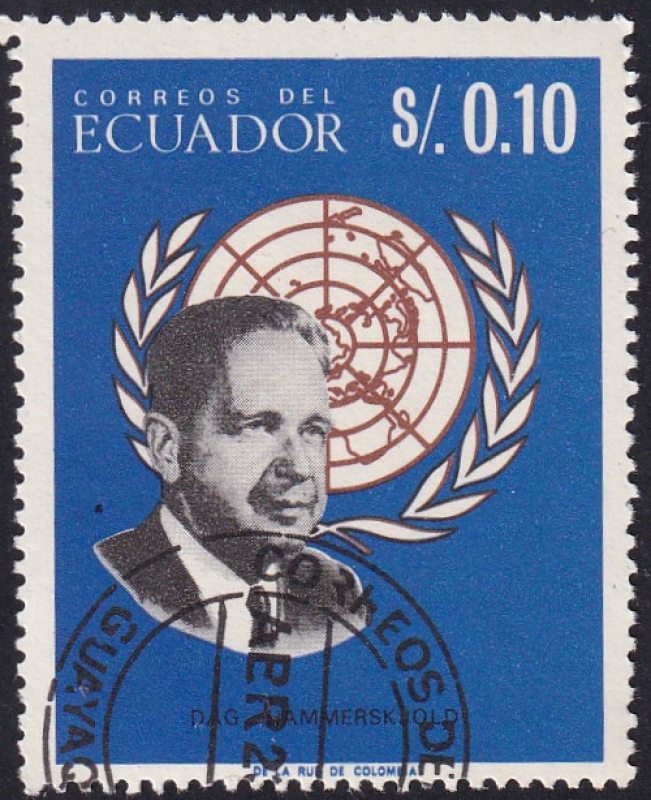 CORREOS DEL
ECUADOR
S/. 0.10
CORREOS DE
GUAYAQ
DAG HAMMERSKJOLD
DE LA RUE DE COLOMBIA